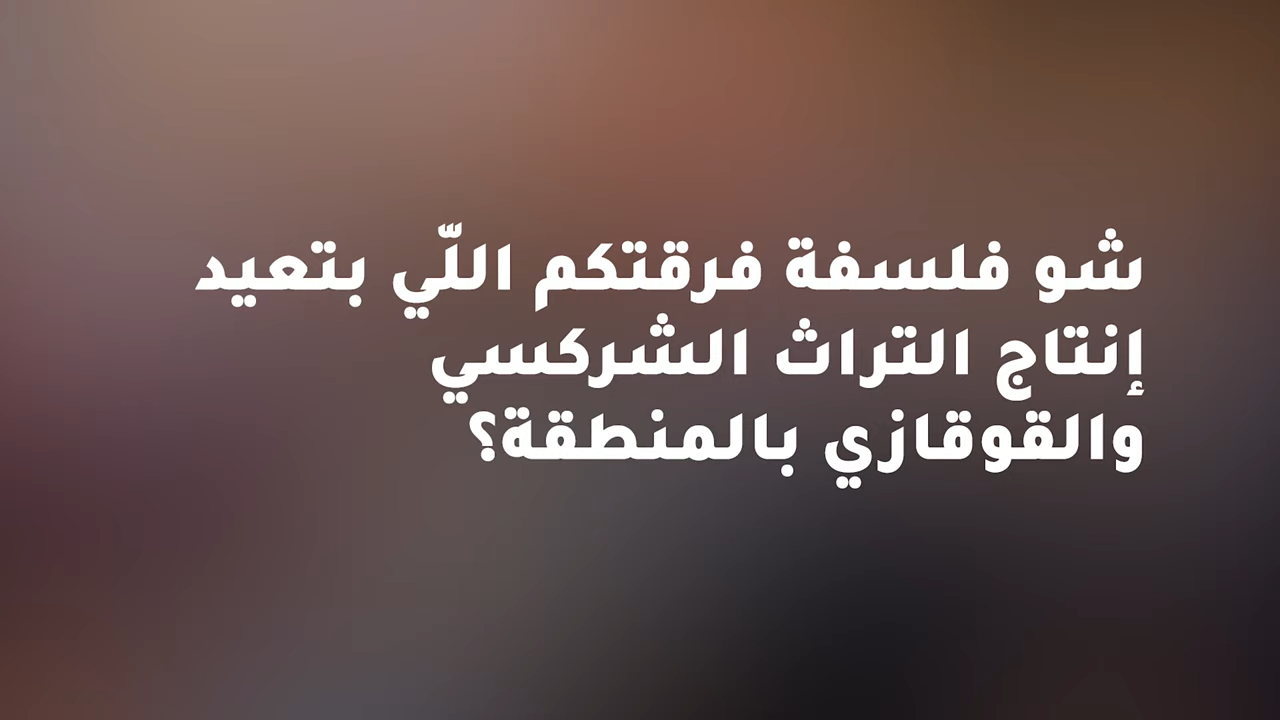 شو فلسفة فرقتكم اللّي بتعيد
إنتاج التراث الشركسي
والقوقازي بالمنطقة؟